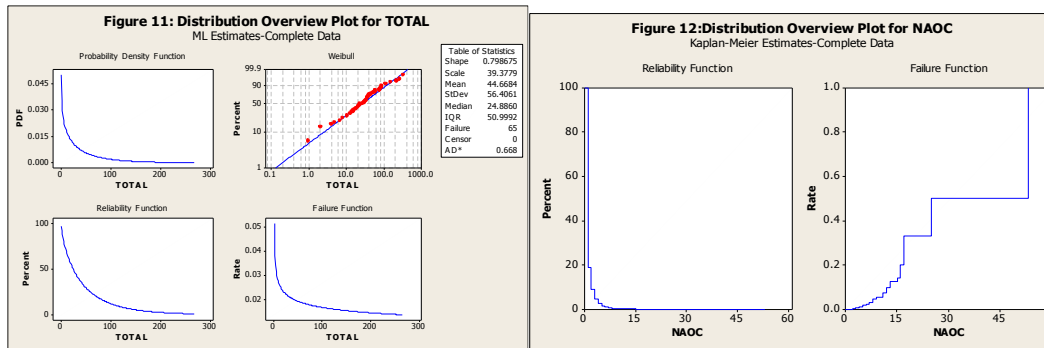 Figure 11: Distribution Overview Plot for TOTAL
ML Estimates-Complete Data
Probability Density Function
PDF
0.045
0.030
0.015
0.000
0 100 200 300
TOTAL
Weibull
Percent
99.9
90
50
10
1
0.1 1.0 10.0 100.0 1000.0
TOTAL
Table of Statistics
Shape 0.798675
Scale 39.3779
Mean 44.6684
StDev 56.4061
Median 24.8860
IQR 50.9992
Failure 65
Censor 0
AD* 0.668
Reliability Function
Percent
100
50
0
0 100 200 300
TOTAL
Failure Function
Rate
0.05
0.04
0.03
0.02
0 100 200 300
TOTAL
Figure 12:Distribution Overview Plot for NAOC
Kaplan-Meier Estimates-Complete Data
Reliability Function
Percent
100
80
60
40
20
0
0 15 30 45 60
NAOC
Failure Function
Rate
1.0
0.8
0.6
0.4
0.2
0.0
0 15 30 45
NAOC